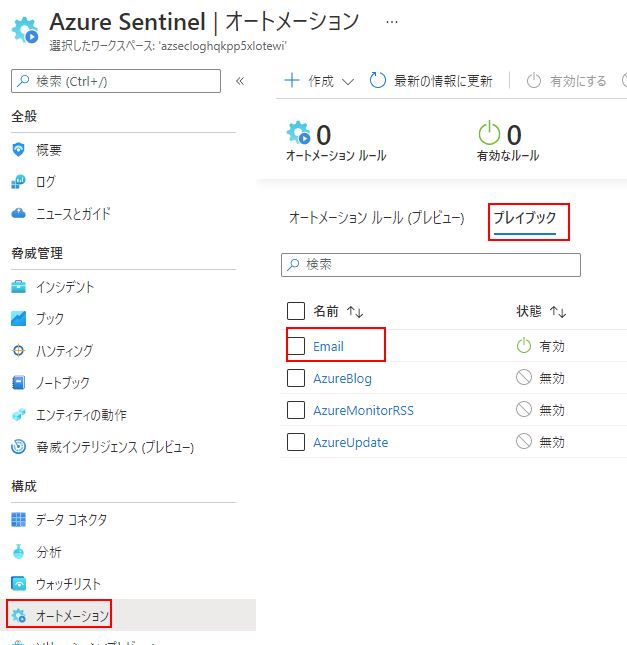 Azure Sentinel | オートメーション ...
選択したワークスペース: 'azsecloghqkpp5xlotewi'
検索 (Ctrl+/) «
全般
概要
ログ
ニュースとガイド
脅威管理
インシデント
ブック
ハンティング
ノートブック
エンティティの動作
脅威インテリジェンス (プレビュー)
構成
データ コネクタ
分析
ウォッチリスト
オートメーション
作成 最新の情報に更新 有効にする
0
オートメーション ルール
0
有効なルール
オートメーション ルール (プレビュー) プレイブック
検索
名前 ↑↓ 状態 ↑↓
Email 有効
AzureBlog 無効
AzureMonitorRSS 無効
AzureUpdate 無効